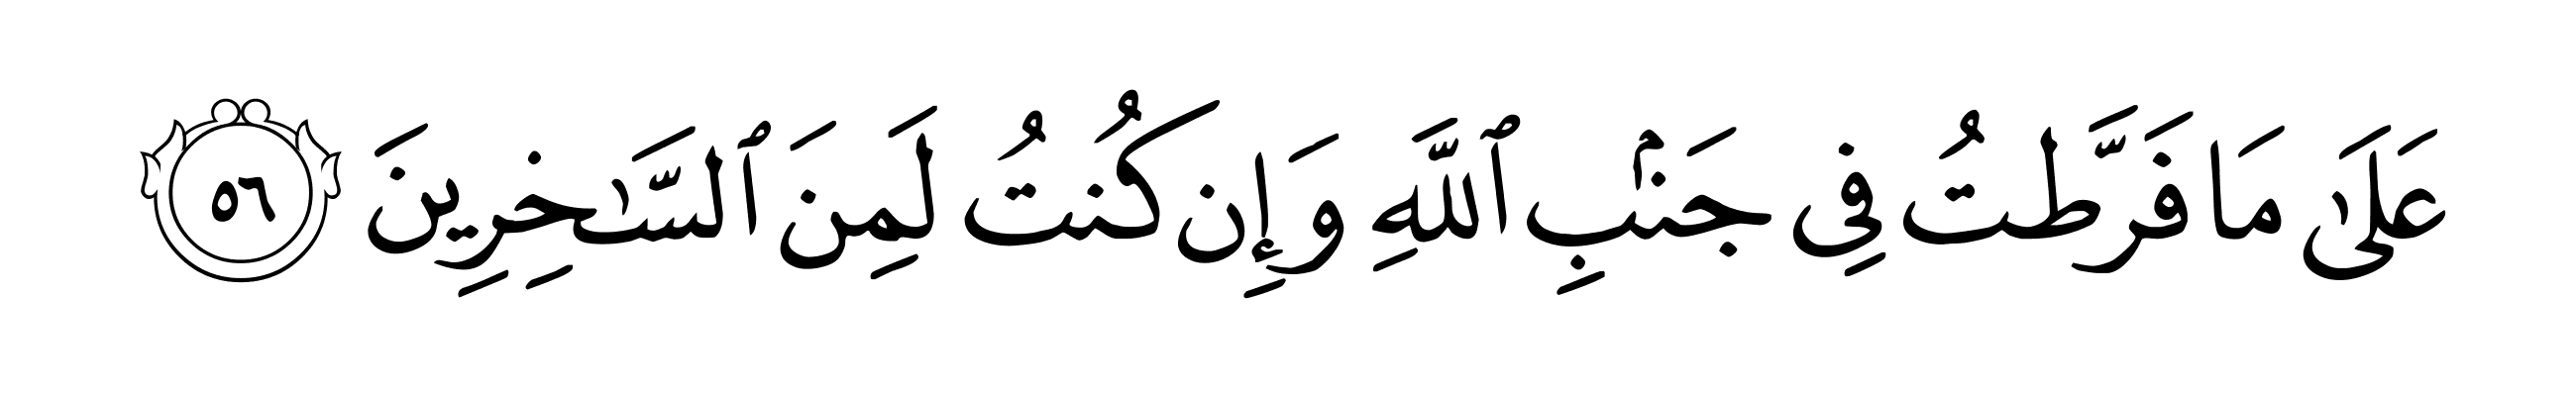 عَلَىٰ مَا فَرَّطتُ فِى جَنۢبِ ٱللَّهِ وَإِن كُنتُ لَمِنَ ٱلسَّـٰخِرِينَ ٥٦